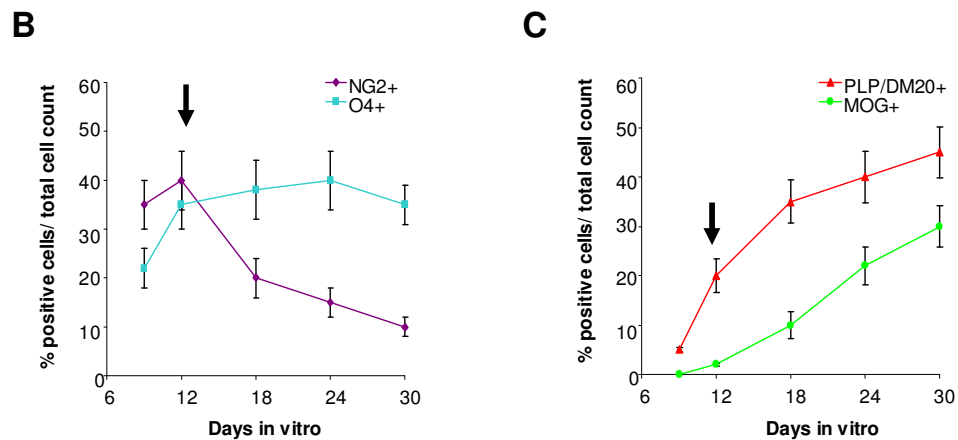 B
% positive cells/ total cell count
60
50
40
30
20
10
0
6
12
18
24
30
Days in vitro
NG2+
O4+
C
% positive cells/ total cell count
60
50
40
30
20
10
0
6
12
18
24
30
Days in vitro
PLP/DM20+
MOG+